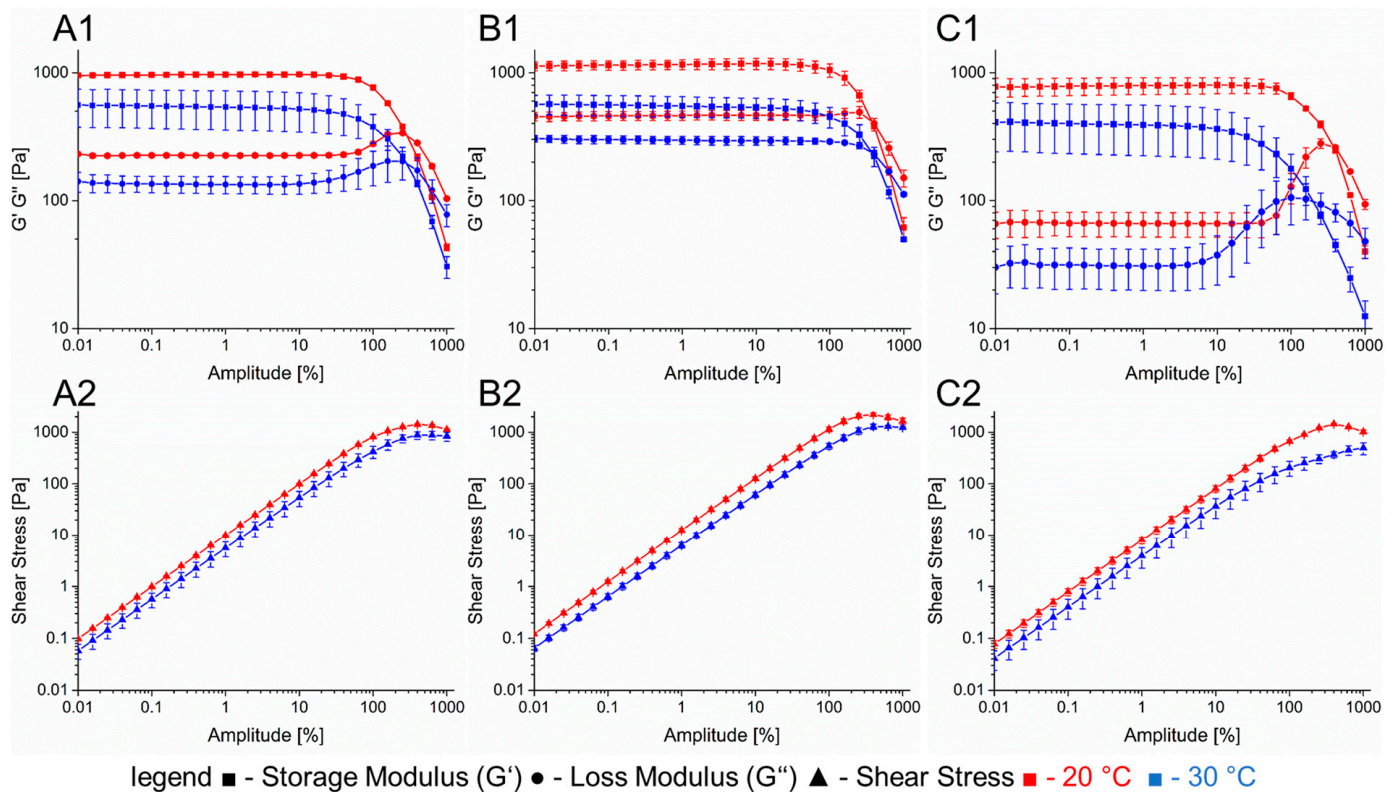 A1
B1
C1
1000
100
10
G' G'' [Pa]
0.01 0.1 1 10 100 1000
Amplitude [%]
1000
100
10
G' G'' [Pa]
0.01 0.1 1 10 100 1000
Amplitude [%]
1000
100
10
G' G'' [Pa]
0.01 0.1 1 10 100 1000
Amplitude [%]
A2
B2
C2
1000
100
10
1
0.1
0.01
Shear Stress [Pa]
0.01 0.1 1 10 100 1000
Amplitude [%]
1000
100
10
1
0.1
0.01
Shear Stress [Pa]
0.01 0.1 1 10 100 1000
Amplitude [%]
1000
100
10
1
0.1
0.01
Shear Stress [Pa]
0.01 0.1 1 10 100 1000
Amplitude [%]
legend ■ - Storage Modulus (G‘) ● - Loss Modulus (G“) ▲ - Shear Stress ■ - 20 °C ■ - 30 °C